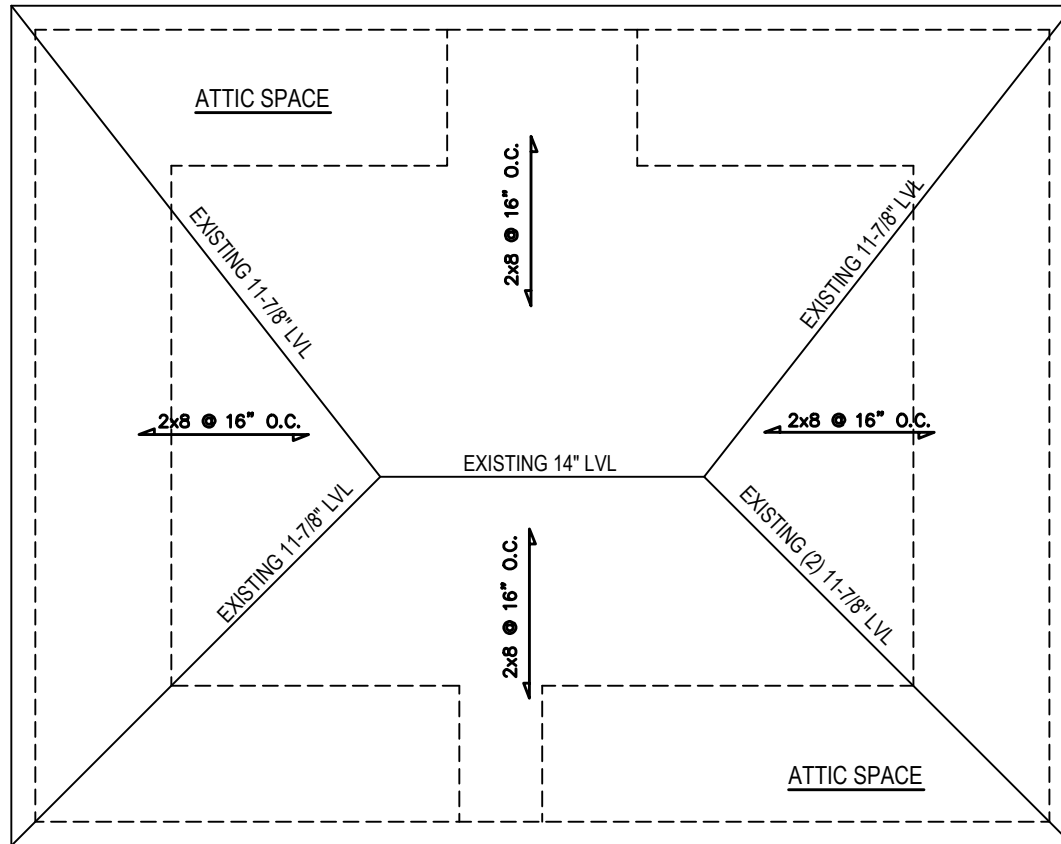 ATTIC SPACE
2x8 @ 16" O.C.
EXISTING 11-7/8" LVL
EXISTING 11-7/8" LVL
2x8 @ 16" O.C.
2x8 @ 16" O.C.
EXISTING 14" LVL
EXISTING 11-7/8" LVL
EXISTING (2) 11-7/8" LVL
2x8 @ 16" O.C.
ATTIC SPACE